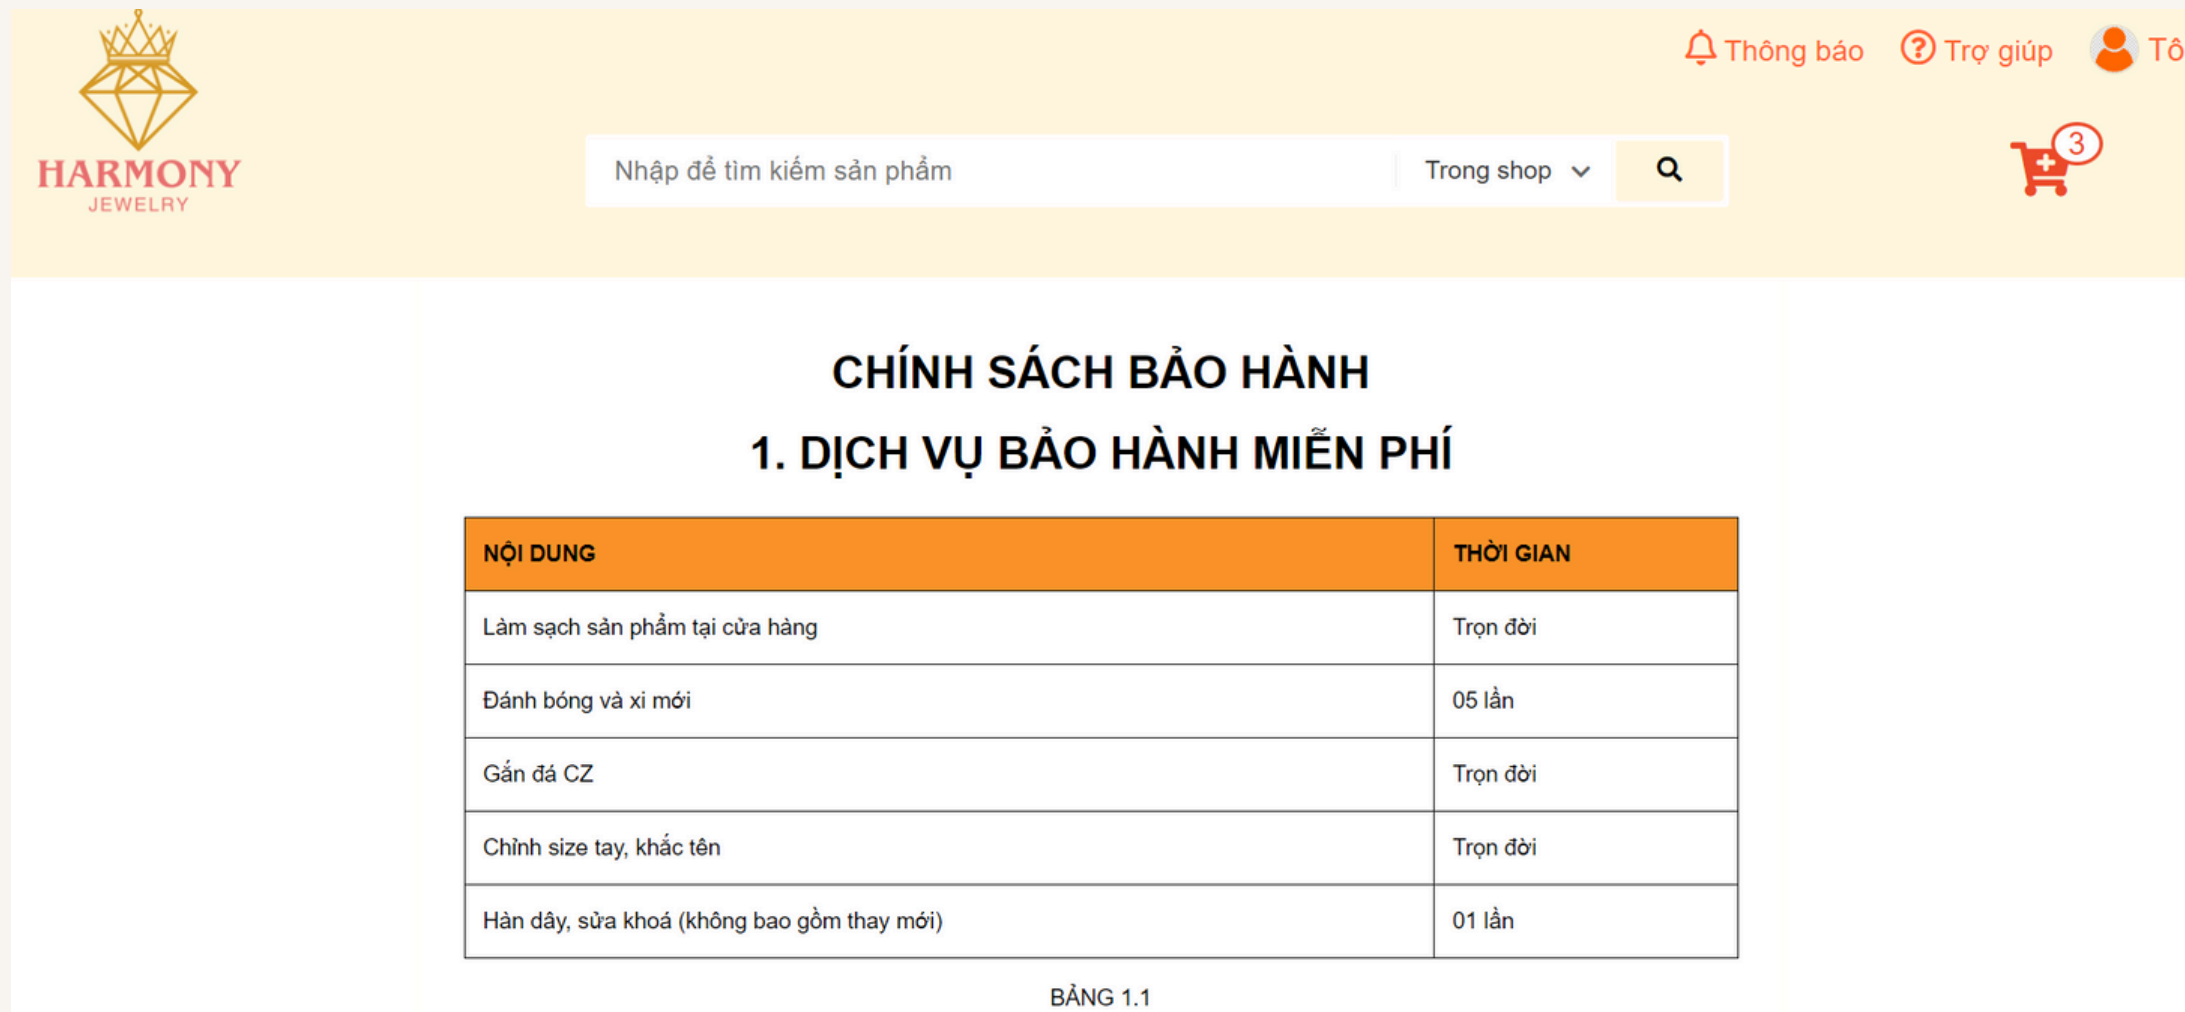 Thông báo Trợ giúp Tô
HARMONY
JEWELRY
Nhập để tìm kiếm sản phẩm Trong shop 3
CHÍNH SÁCH BẢO HÀNH
1. DỊCH VỤ BẢO HÀNH MIỄN PHÍ
NỘI DUNG THỜI GIAN
Làm sạch sản phẩm tại cửa hàng Trọn đời
Đánh bóng và xi mới 05 lần
Gắn đá CZ Trọn đời
Chỉnh size tay, khắc tên Trọn đời
Hàn dây, sửa khoá (không bao gồm thay mới) 01 lần
BẢNG 1.1